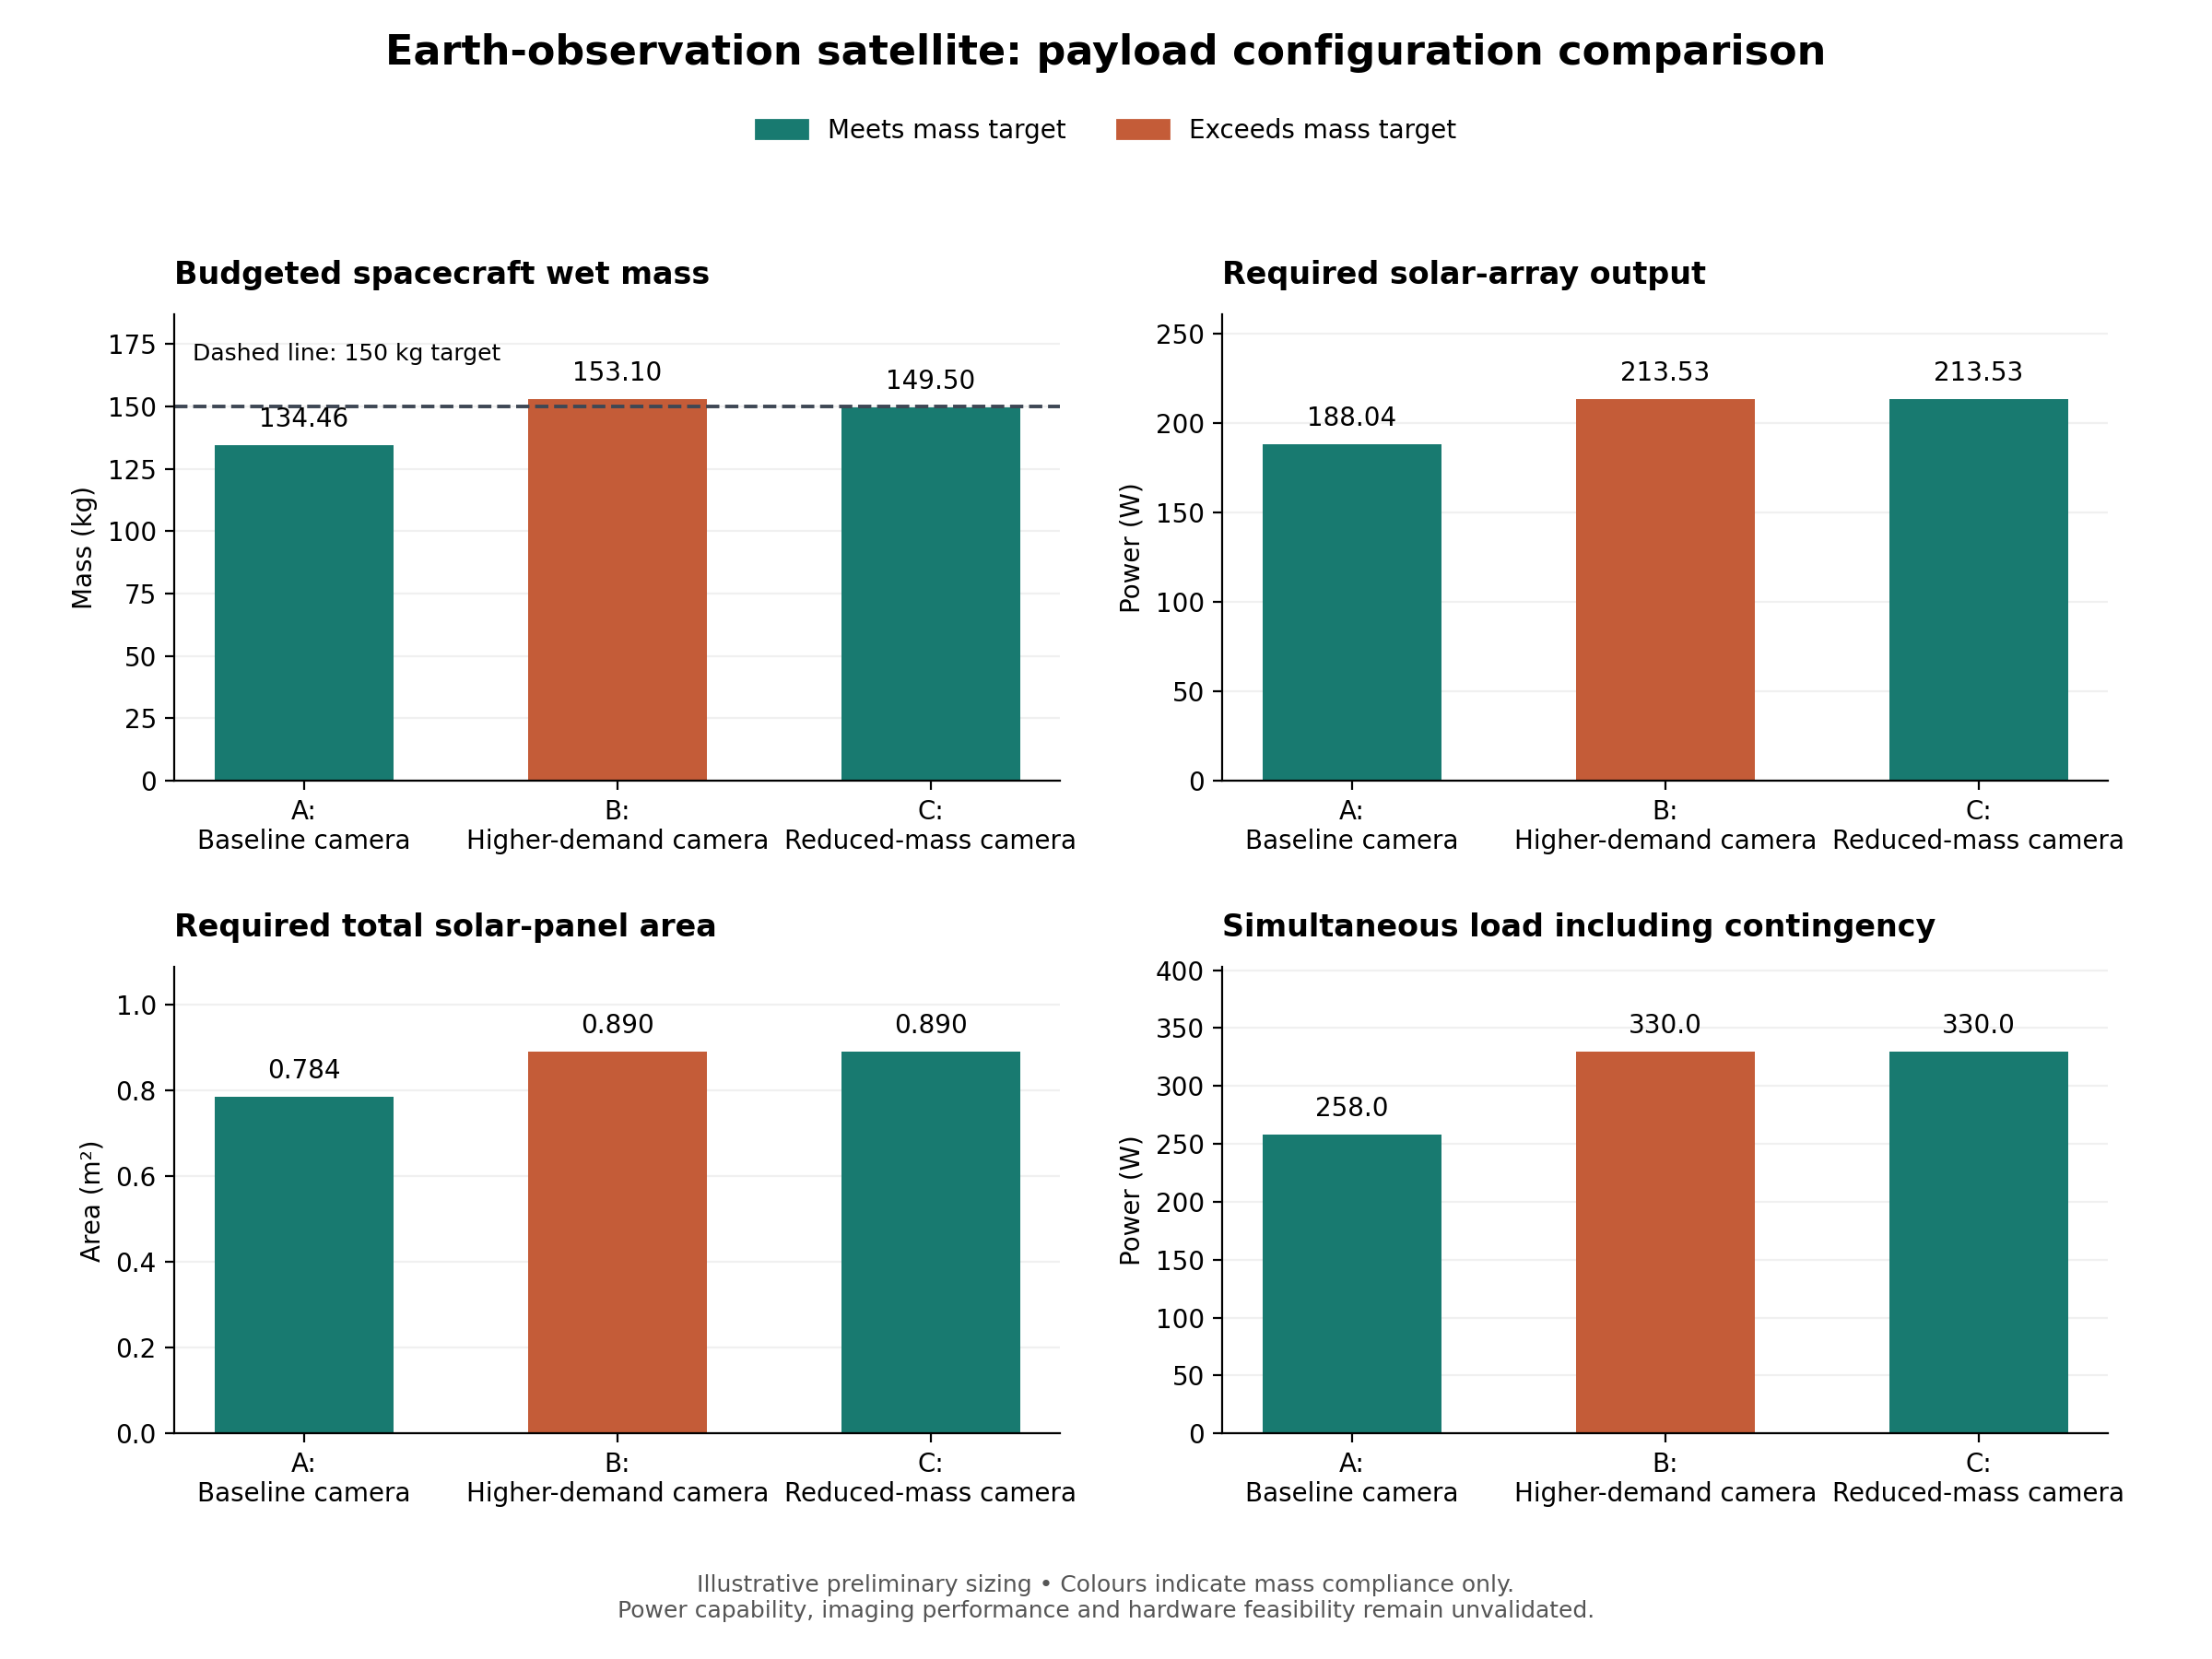 Earth-observation satellite: payload configuration comparison
Meets mass target
Exceeds mass target
Budgeted spacecraft wet mass
Dashed line: 150 kg target
134.46
153.10
149.50
175
150
125
100
75
50
25
0
Mass (kg)
A:
Baseline camera
B:
Higher-demand camera
C:
Reduced-mass camera
Required solar-array output
188.04
213.53
213.53
250
200
150
100
50
0
Power (W)
A:
Baseline camera
B:
Higher-demand camera
C:
Reduced-mass camera
Required total solar-panel area
0.784
0.890
0.890
1.0
0.8
0.6
0.4
0.2
0.0
Area (m²)
A:
Baseline camera
B:
Higher-demand camera
C:
Reduced-mass camera
Simultaneous load including contingency
258.0
330.0
330.0
400
350
300
250
200
150
100
50
0
Power (W)
A:
Baseline camera
B:
Higher-demand camera
C:
Reduced-mass camera
Illustrative preliminary sizing • Colours indicate mass compliance only.
Power capability, imaging performance and hardware feasibility remain unvalidated.